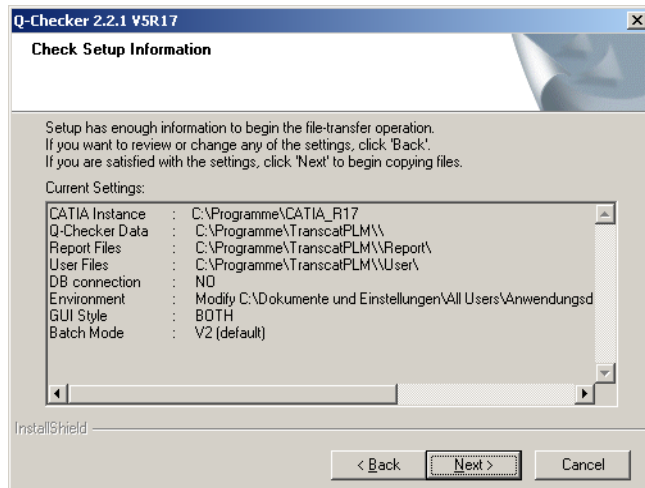 Q-Checker 2.2.1 V5R17
Check Setup Information
Setup has enough information to begin the file-transfer operation.
If you want to review or change any of the settings, click 'Back'.
If you are satisfied with the settings, click 'Next' to begin copying files.
Current Settings:
CATIA Instance : C:\Programme\CATIA_R17
Q-Checker Data : C:\Programme\TranscatPLM\\
Report Files : C:\Programme\TranscatPLM\\Report\
User Files : C:\Programme\TranscatPLM\\User\
DB connection : NO
Environment : Modify C:\Dokumente und Einstellungen\All Users\Anwendungsd
GUI Style : BOTH
Batch Mode : V2 (default)
InstallShield
< Back Next > Cancel